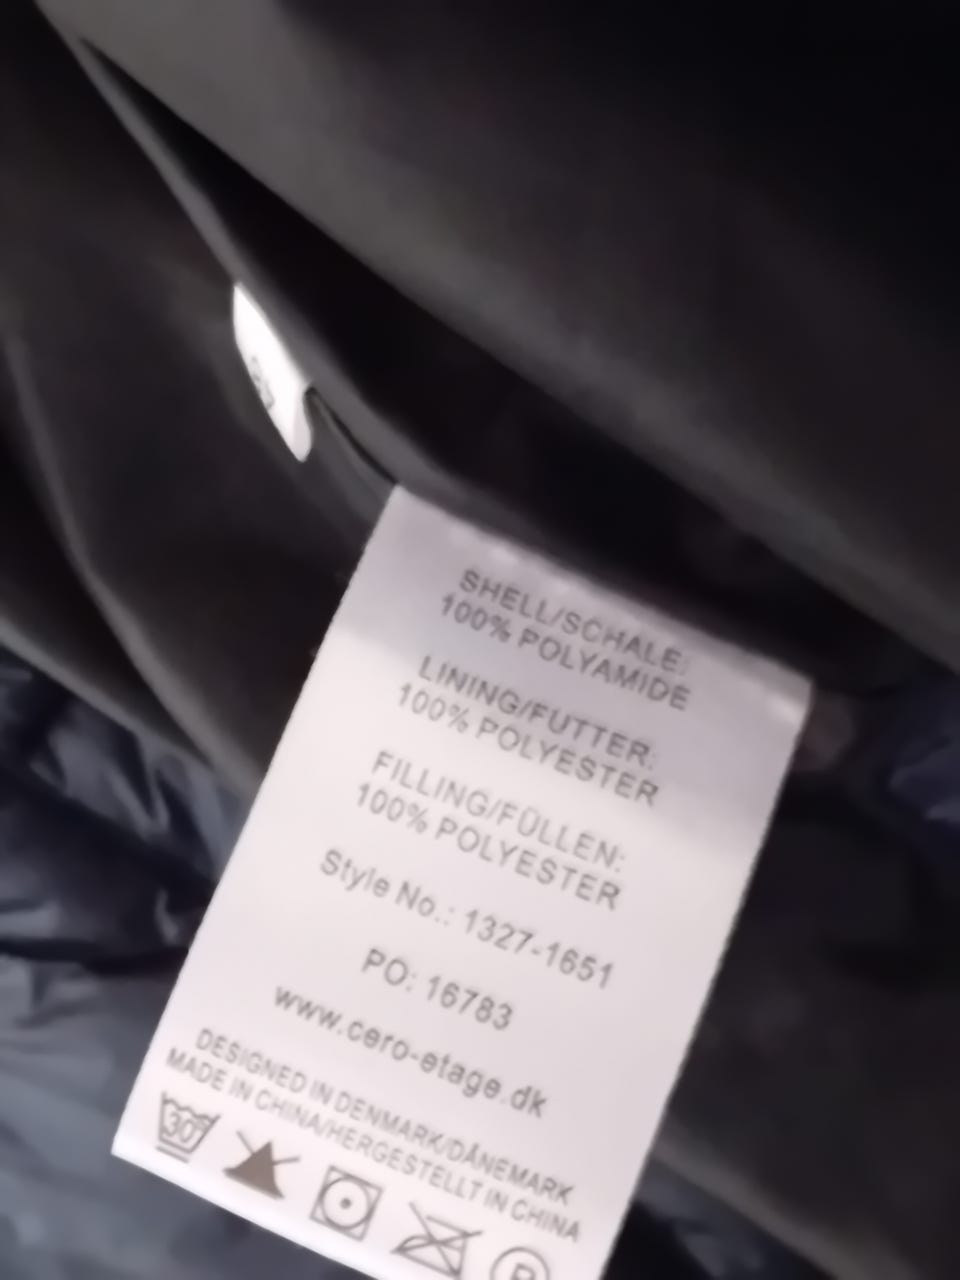 SHELL/SCHALE:
100% POLYAMIDE
LINING/FUTTER:
100% POLYESTER
FILLING/FÜLLEN:
100% POLYESTER
Style No.: 1327-1651
PO: 16783
www.cero-etage.dk
DESIGNED IN DENMARK/DÄNEMARK
MADE IN CHINA/HERGESTELLT IN CHINA
30°
P